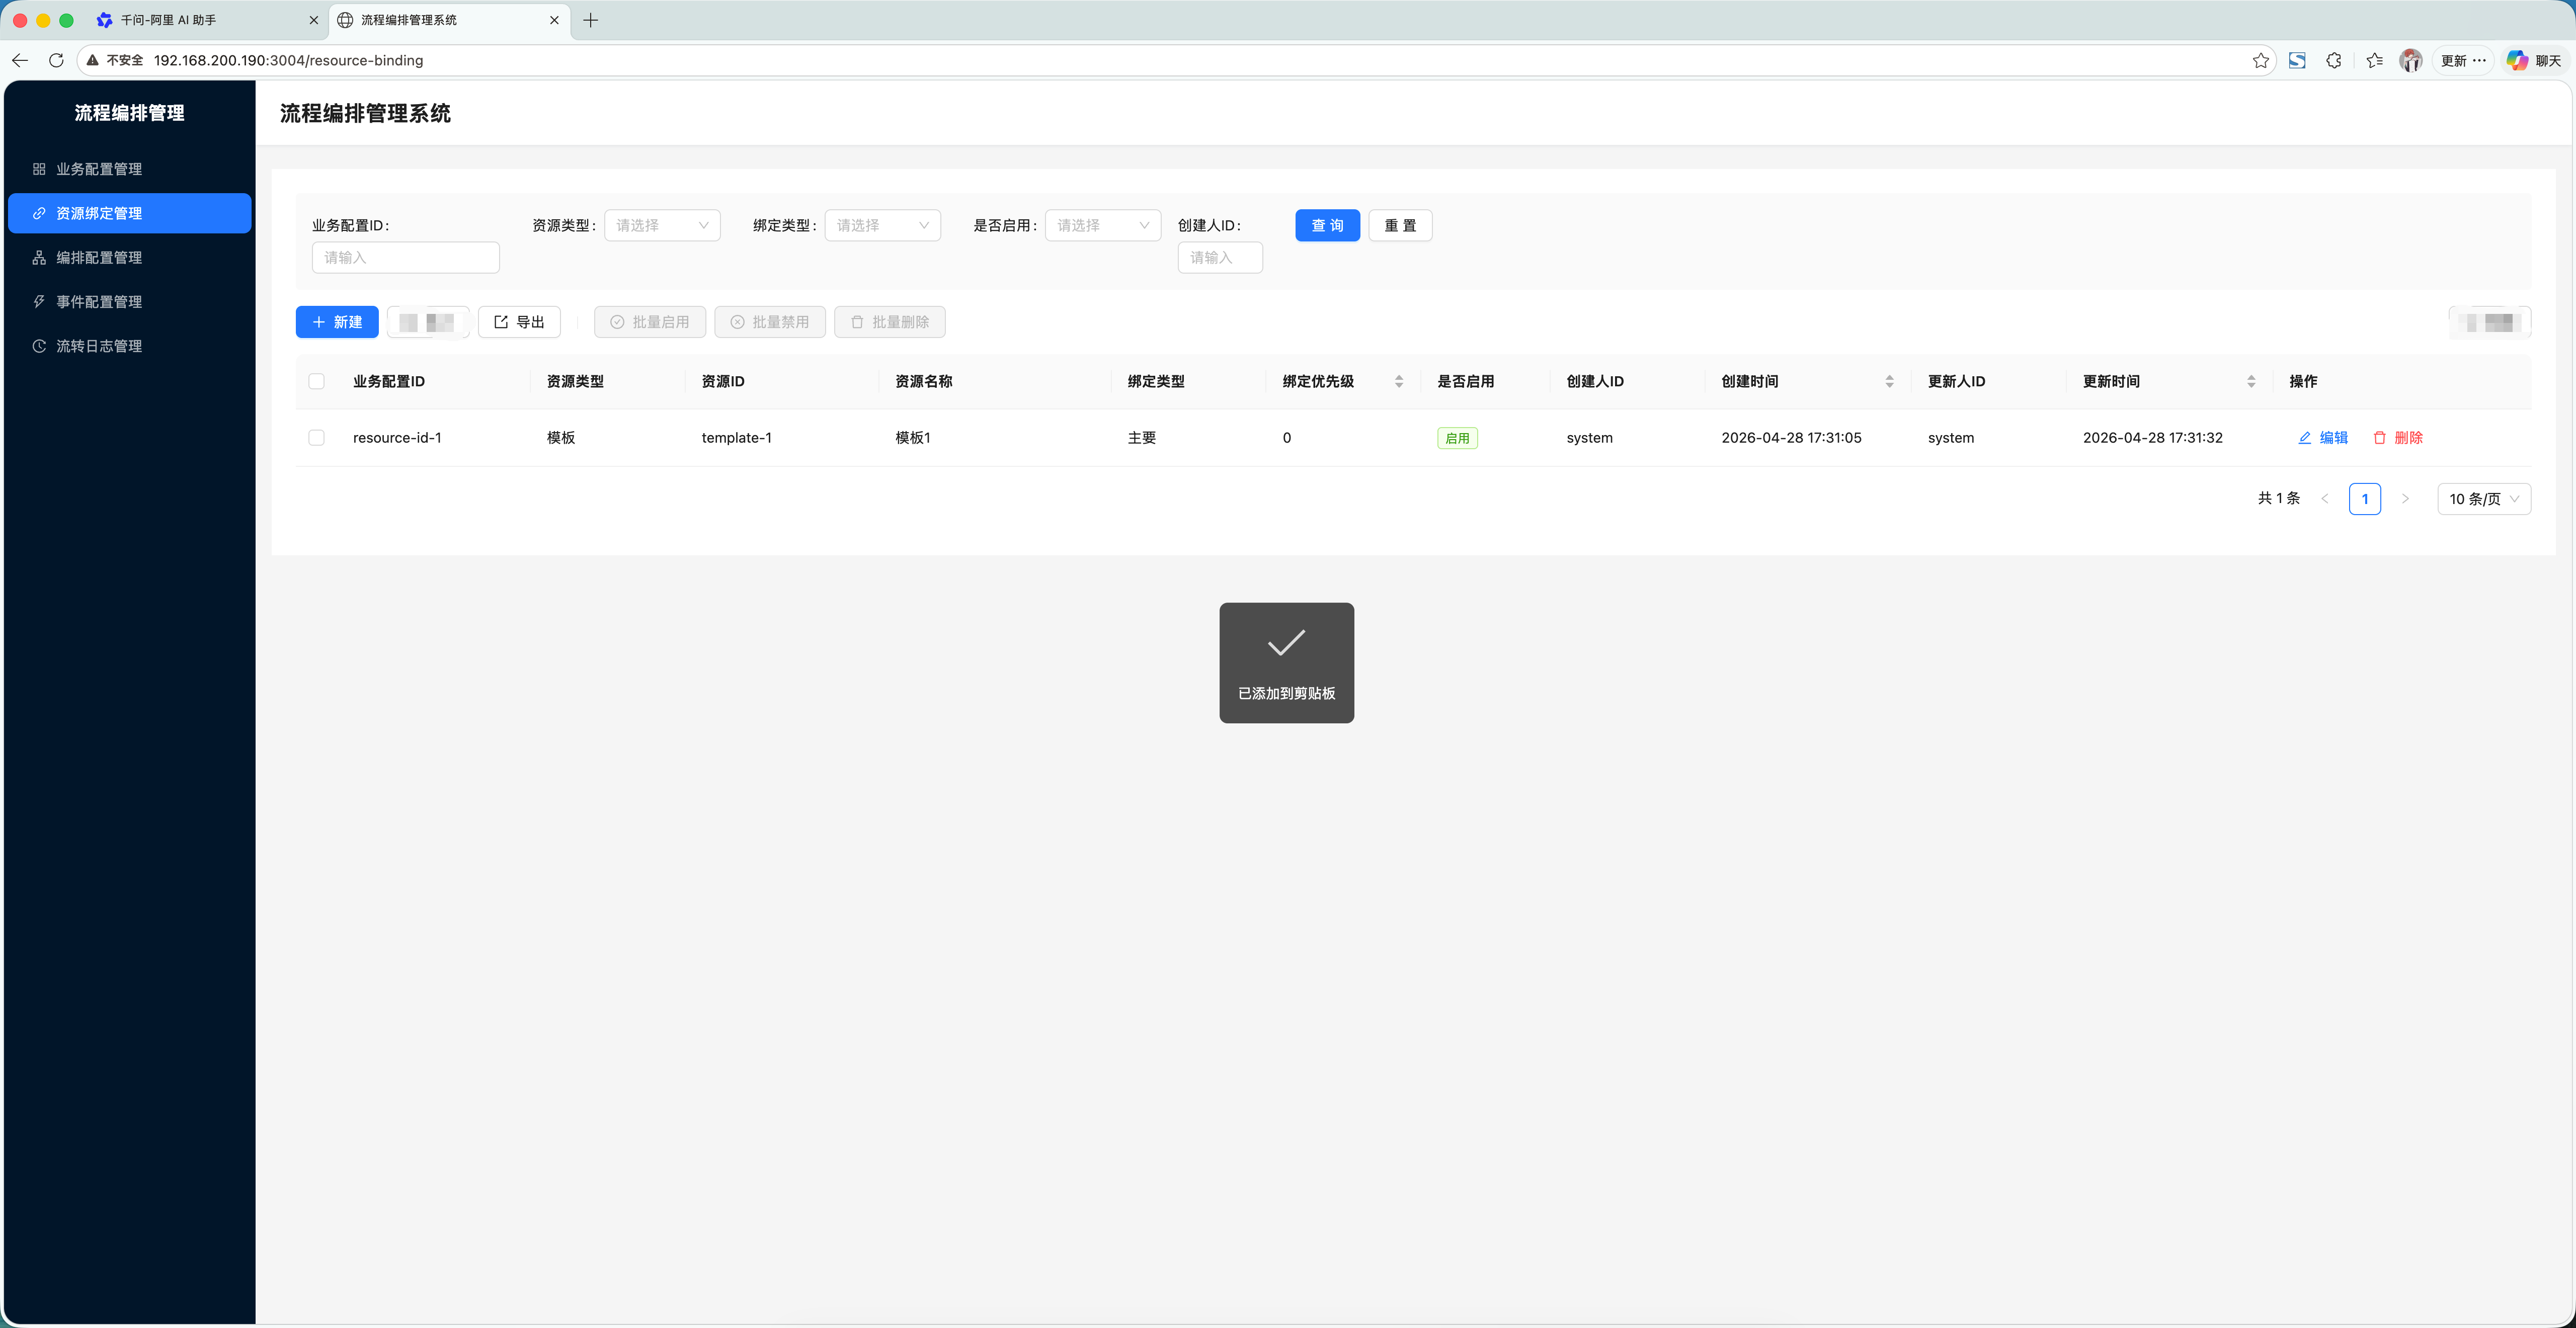 千问-阿里 AI 助手
流程编排管理系统
不安全 192.168.200.190:3004/resource-binding
更新
聊天
流程编排管理
业务配置管理
资源绑定管理
编排配置管理
事件配置管理
流转日志管理
流程编排管理系统
业务配置ID: 资源类型: 请选择 绑定类型: 请选择 是否启用: 请选择 创建人ID: 查 询 重 置
请输入 请输入
新建 导出 批量启用 批量禁用 批量删除
业务配置ID 资源类型 资源ID 资源名称 绑定类型 绑定优先级 是否启用 创建人ID 创建时间 更新人ID 更新时间 操作
resource-id-1 模板 template-1 模板1 主要 0 启用 system 2026-04-28 17:31:05 system 2026-04-28 17:31:32 编辑 删除
共 1 条 1 10 条/页
已添加到剪贴板